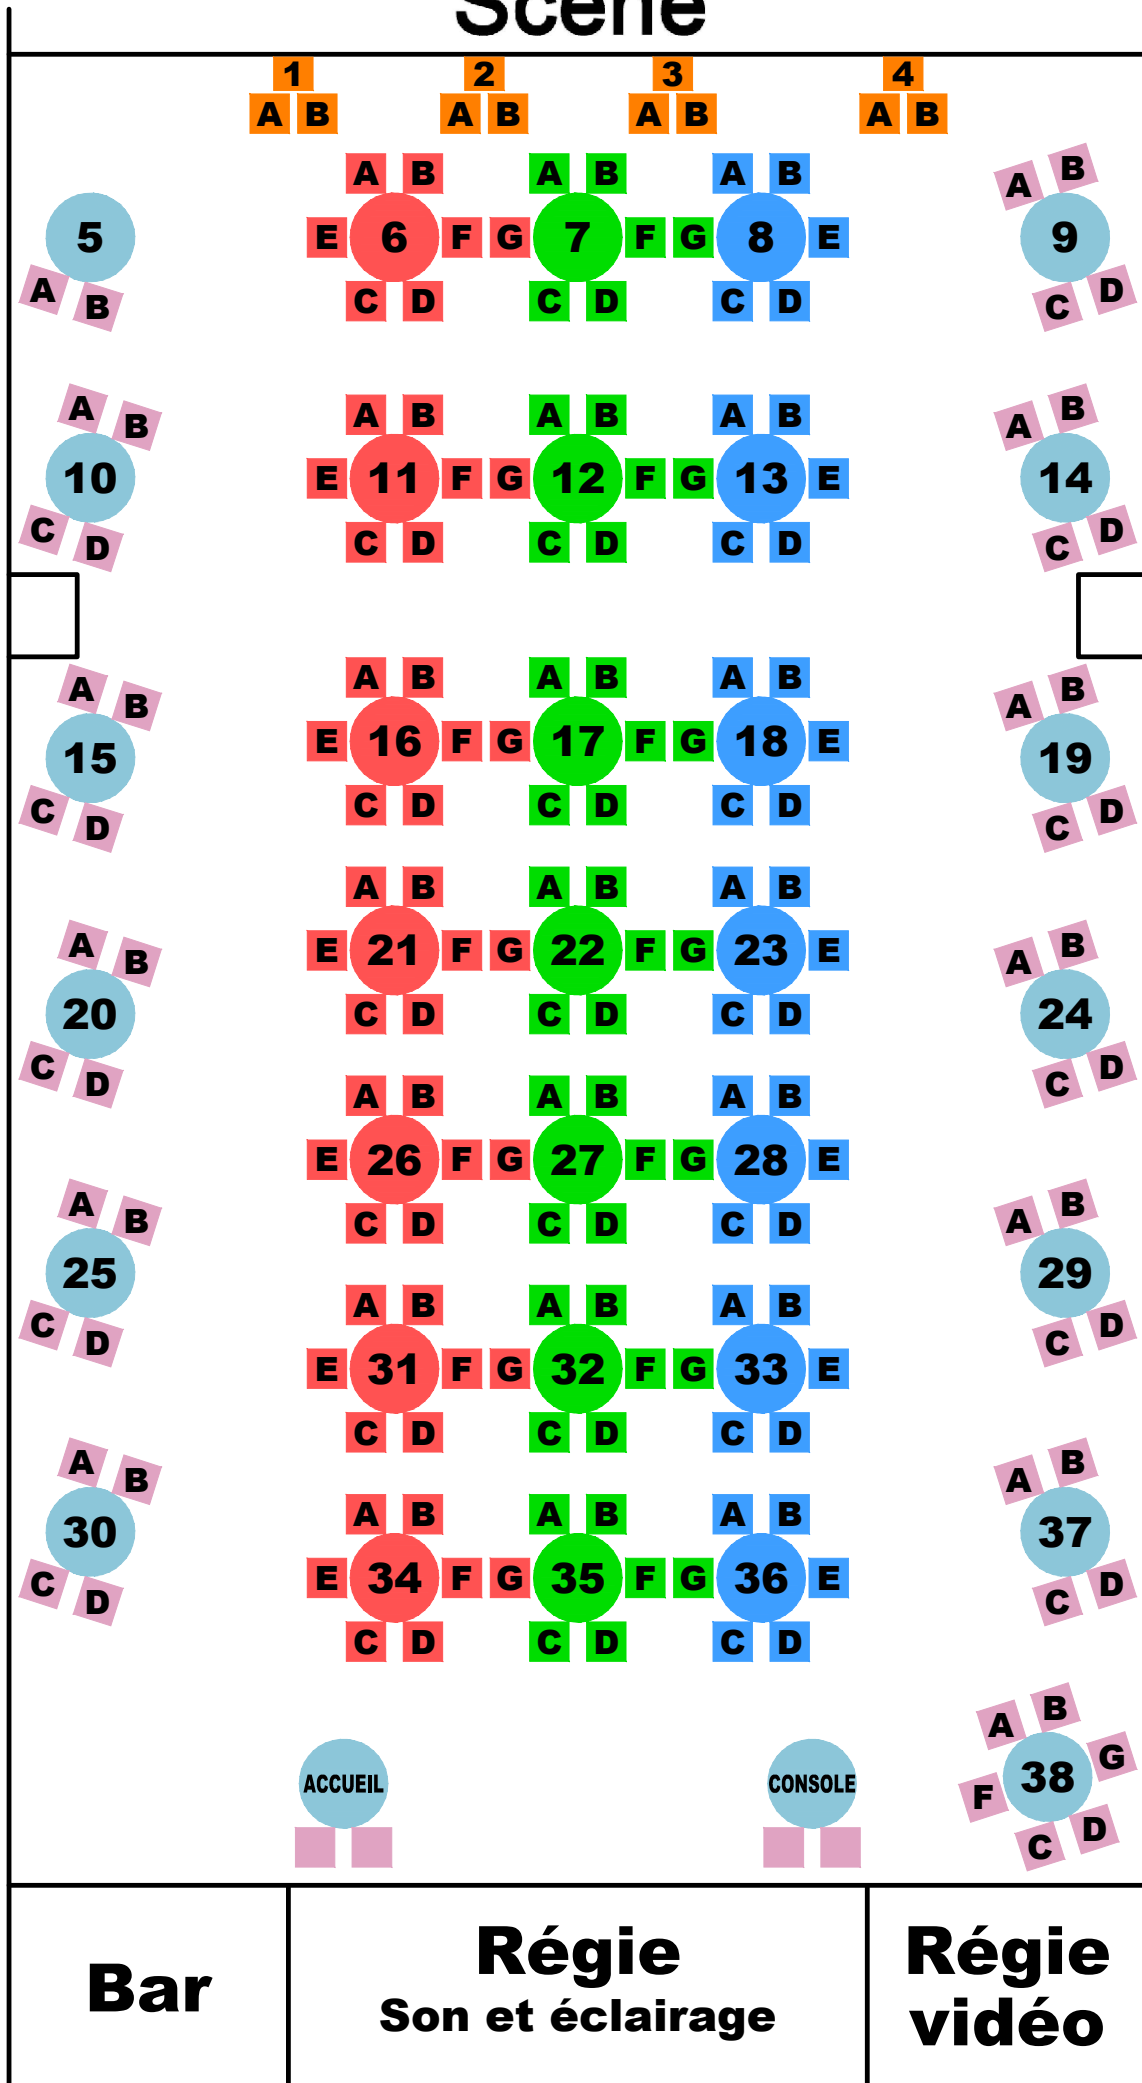 Scène
1 2 3 4
A B A B A B A B
A B A B A B A B
5 E 6 F G 7 F G 8 E 9
A B C D C D C D C D
A B A B A B A B A B
10 E 11 F G 12 F G 13 E 14
C D C D C D C D C D
A B A B A B A B A B
15 E 16 F G 17 F G 18 E 19
C D C D C D C D C D
A B A B A B A B A B
20 E 21 F G 22 F G 23 E 24
C D C D C D C D C D
A B A B A B A B A B
25 E 26 F G 27 F G 28 E 29
C D C D C D C D C D
A B A B A B
E 31 F G 32 F G 33 E
C D C D C D
A B A B A B A B A B
30 E 34 F G 35 F G 36 E 37
C D C D C D C D C D
A B
ACCUEIL CONSOLE F 38 G
C D
Bar
Régie
Son et éclairage
Régie
vidéo